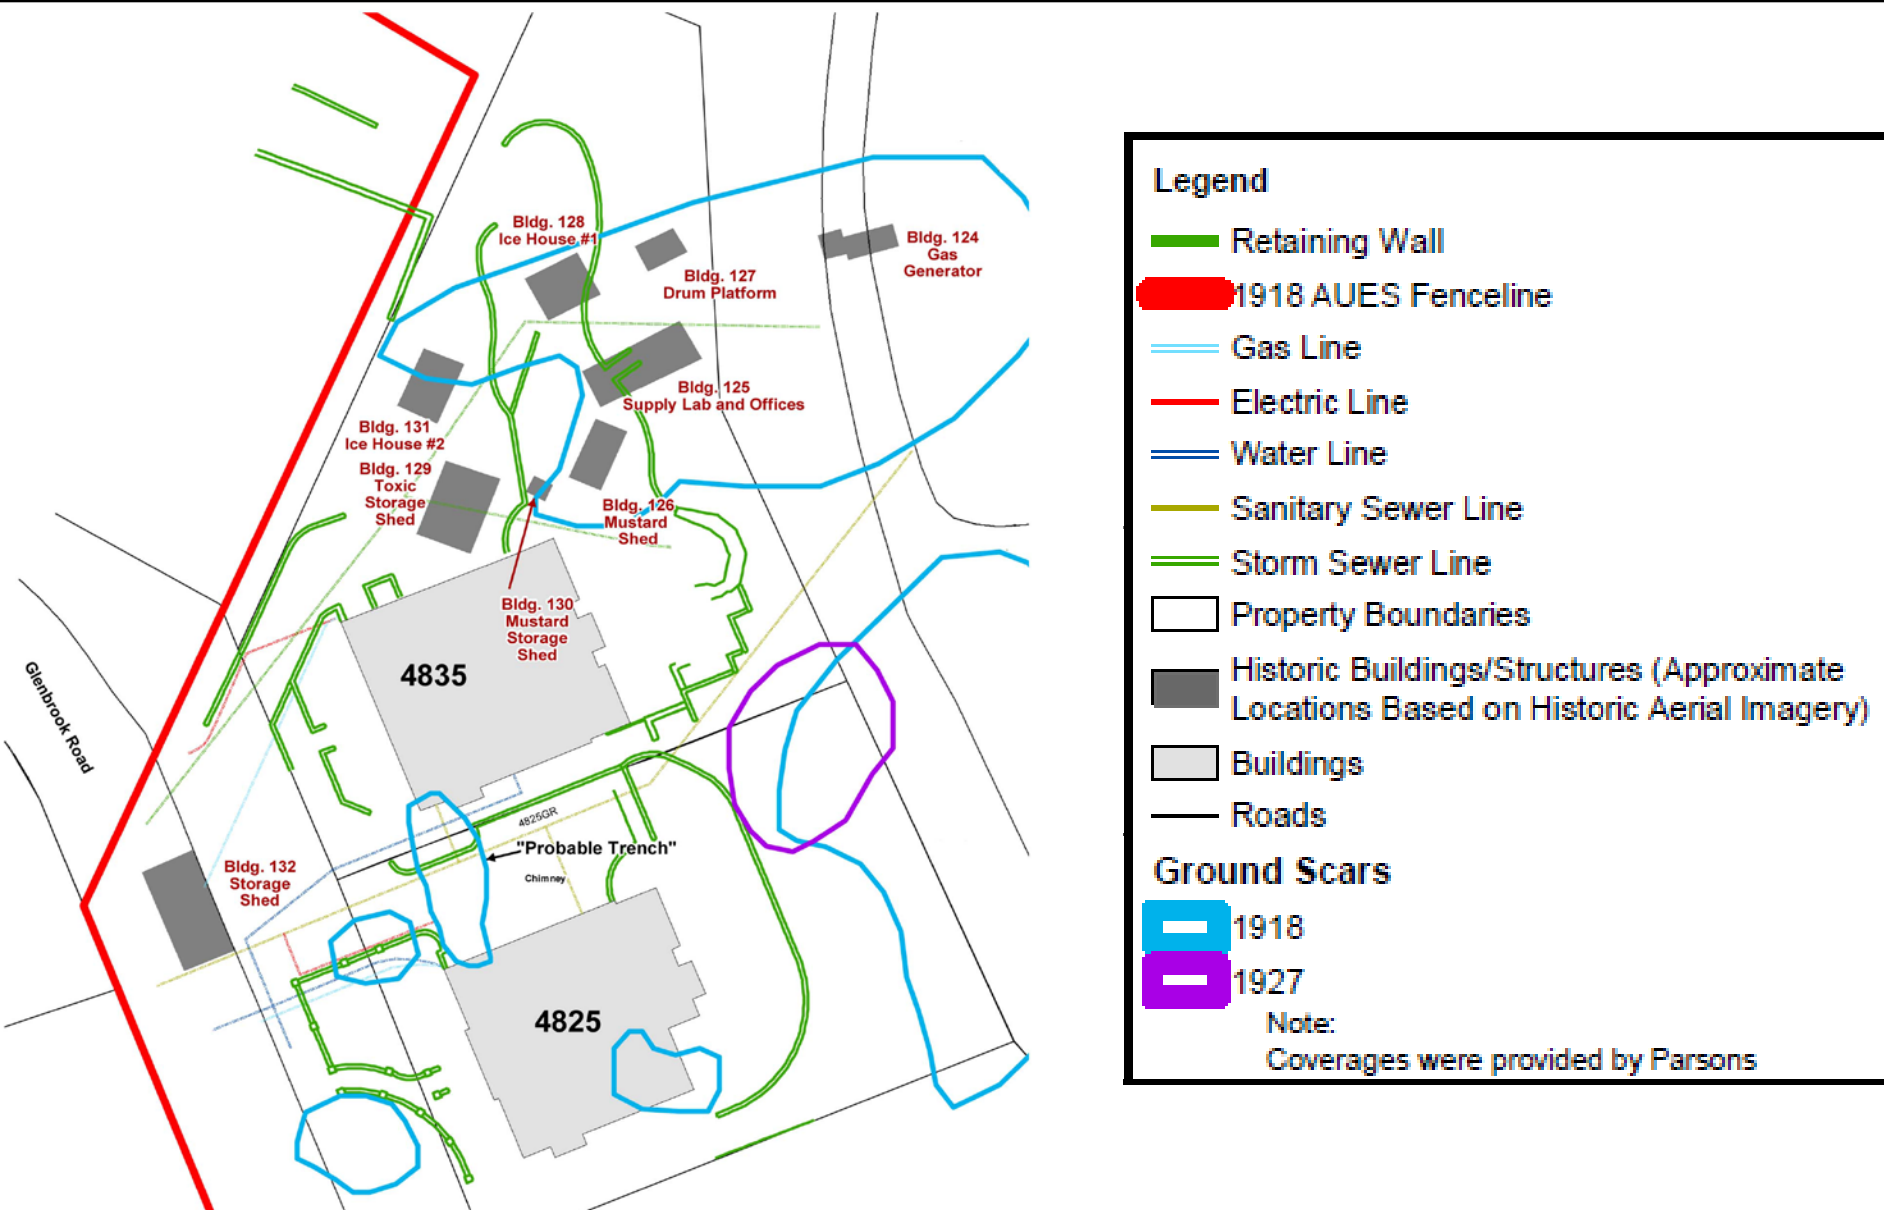 Bldg. 128
Ice House #1
Bldg. 127
Drum Platform
Bldg. 124
Gas
Generator
Bldg. 125
Supply Lab and Offices
Bldg. 131
Ice House #2
Bldg. 129
Toxic
Storage
Shed
Bldg. 126
Mustard
Shed
Bldg. 130
Mustard
Storage
Shed
4835
Glenbrook Road
4825GR
"Probable Trench"
Chimney
Bldg. 132
Storage
Shed
4825
Legend
Retaining Wall
1918 AUES Fenceline
Gas Line
Electric Line
Water Line
Sanitary Sewer Line
Storm Sewer Line
Property Boundaries
Historic Buildings/Structures (Approximate
Locations Based on Historic Aerial Imagery)
Buildings
Roads
Ground Scars
1918
1927
Note:
Coverages were provided by Parsons